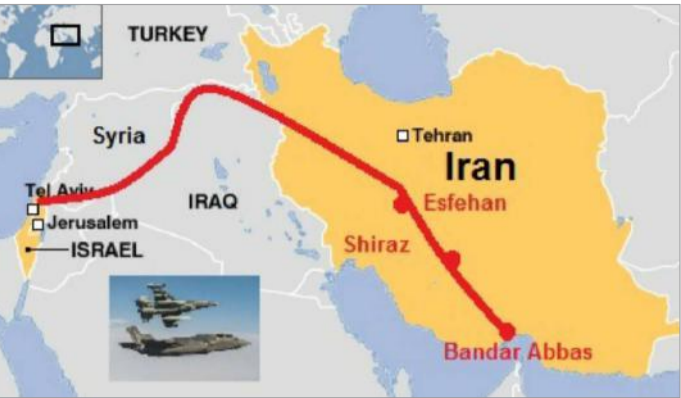 TURKEY
Syria
Tehran
Iran
Tel Aviv
IRAQ
Esfehan
Jerusalem
Shiraz
ISRAEL
Bandar Abbas